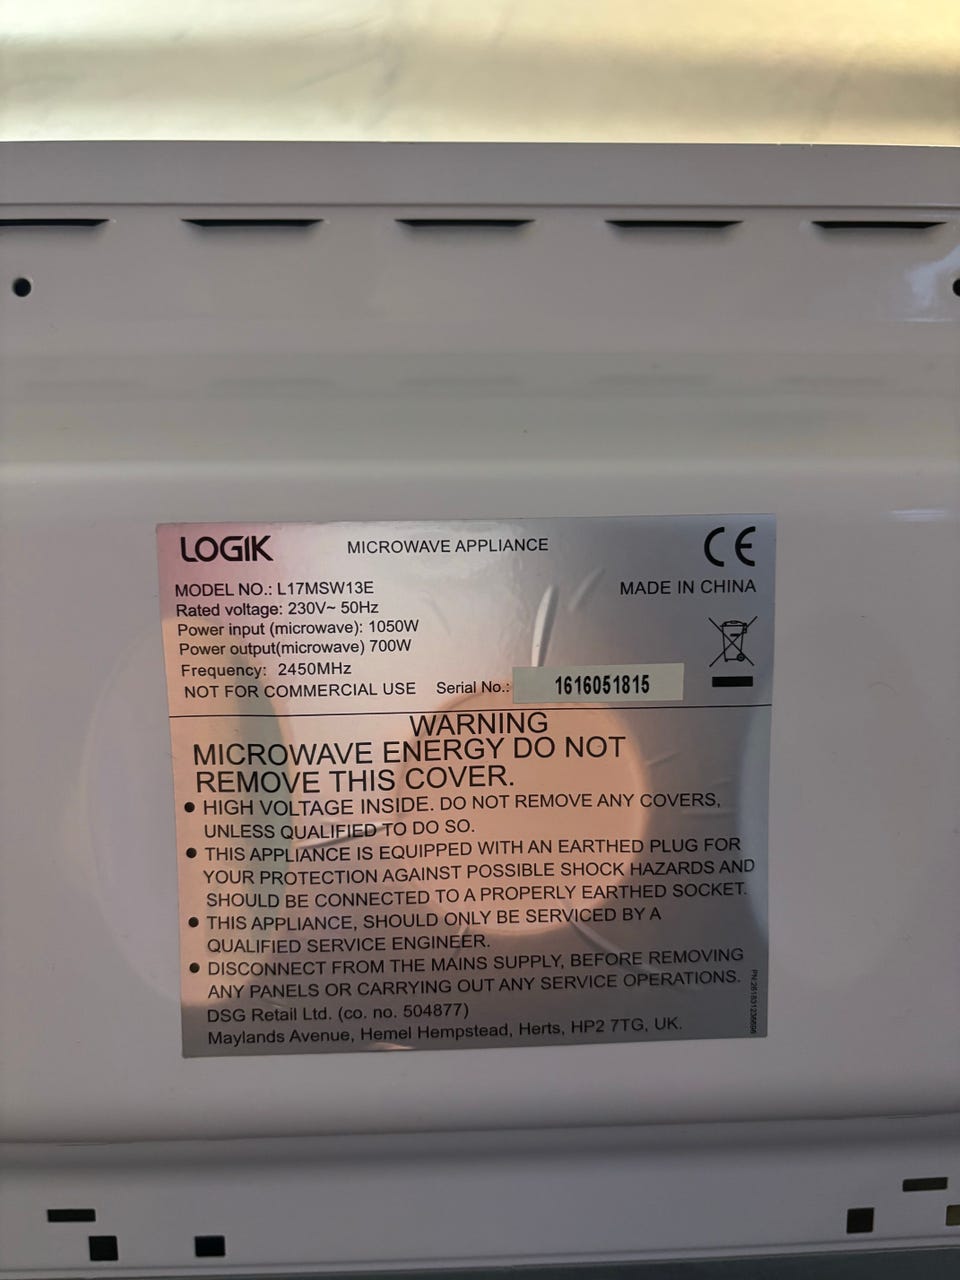 LOGIK MICROWAVE APPLIANCE CE
MODEL NO.: L17MSW13E MADE IN CHINA
Rated voltage: 230V~ 50Hz
Power input (microwave): 1050W
Power output(microwave) 700W
Frequency: 2450MHz
NOT FOR COMMERCIAL USE Serial No.: 1616051815
WARNING
MICROWAVE ENERGY DO NOT
REMOVE THIS COVER.
● HIGH VOLTAGE INSIDE. DO NOT REMOVE ANY COVERS,
UNLESS QUALIFIED TO DO SO.
● THIS APPLIANCE IS EQUIPPED WITH AN EARTHED PLUG FOR
YOUR PROTECTION AGAINST POSSIBLE SHOCK HAZARDS AND
SHOULD BE CONNECTED TO A PROPERLY EARTHED SOCKET.
● THIS APPLIANCE, SHOULD ONLY BE SERVICED BY A
QUALIFIED SERVICE ENGINEER.
● DISCONNECT FROM THE MAINS SUPPLY, BEFORE REMOVING
ANY PANELS OR CARRYING OUT ANY SERVICE OPERATIONS.
DSG Retail Ltd. (co. no. 504877)
Maylands Avenue, Hemel Hempstead, Herts, HP2 7TG, UK.